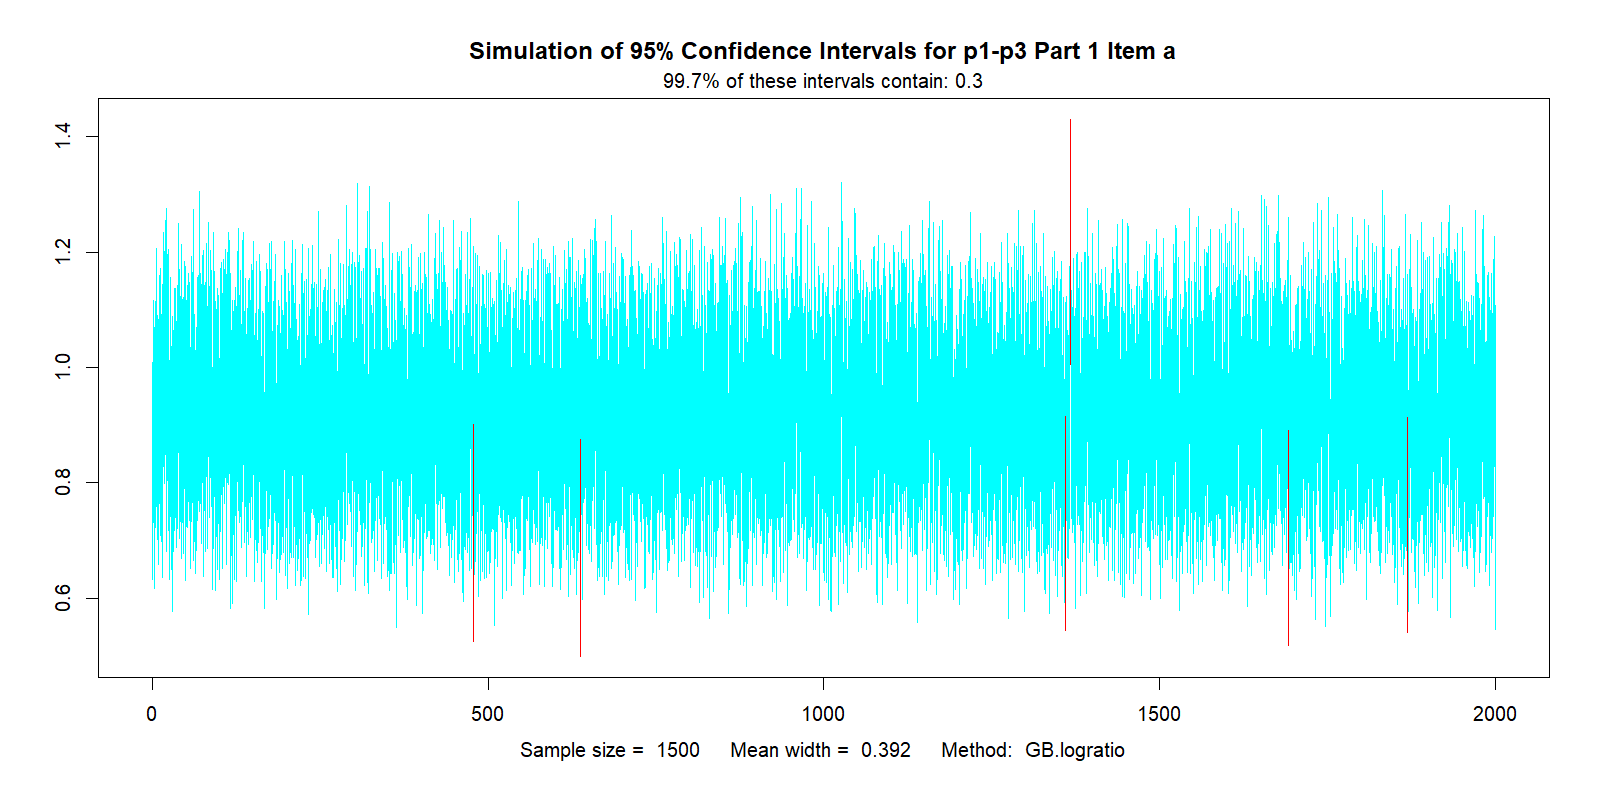 Simulation of 95% Confidence Intervals for p1-p3 Part 1 Item a
99.7% of these intervals contain: 0.3
1.4
1.2
1.0
0.8
0.6
0 500 1000 1500 2000
Sample size = 1500 Mean width = 0.392 Method: GB.logratio